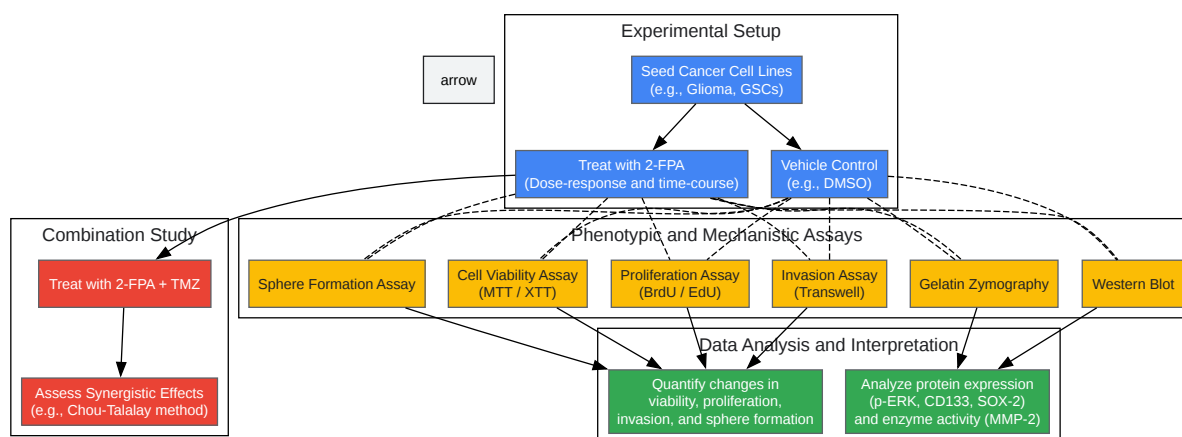 Experimental Setup
arrow
Seed Cancer Cell Lines
(e.g., Glioma, GSCs)
Treat with 2-FPA
(Dose-response and time-course)
Vehicle Control
(e.g., DMSO)
Combination Study
Phenotypic and Mechanistic Assays
Treat with 2-FPA + TMZ
Sphere Formation Assay
Cell Viability Assay
(MTT / XTT)
Proliferation Assay
(BrdU / EdU)
Invasion Assay
(Transwell)
Gelatin Zymography
Western Blot
Data Analysis and Interpretation
Assess Synergistic Effects
(e.g., Chou-Talalay method)
Quantify changes in
viability, proliferation,
invasion, and sphere formation
Analyze protein expression
(p-ERK, CD133, SOX-2)
and enzyme activity (MMP-2)